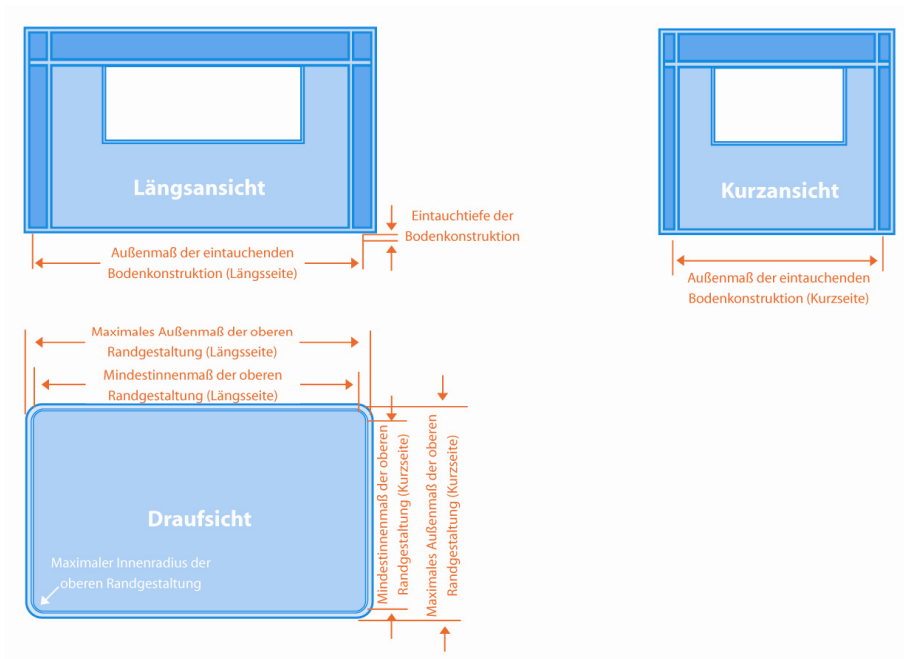 Längsansicht
Kurzansicht
Eintauchtiefe der
Bodenkonstruktion
Außenmaß der eintauchenden
Bodenkonstruktion (Längsseite)
Außenmaß der eintauchenden
Bodenkonstruktion (Kurzseite)
Maximales Außenmaß der oberen
Randgestaltung (Längsseite)
Mindestinnenmaß der oberen
Randgestaltung (Längsseite)
Mindestinnenmaß der oberen
Randgestaltung (Kurzseite)
Maximales Außenmaß der oberen
Randgestaltung (Kurzseite)
Draufsicht
Maximaler Innenradius der
oberen Randgestaltung